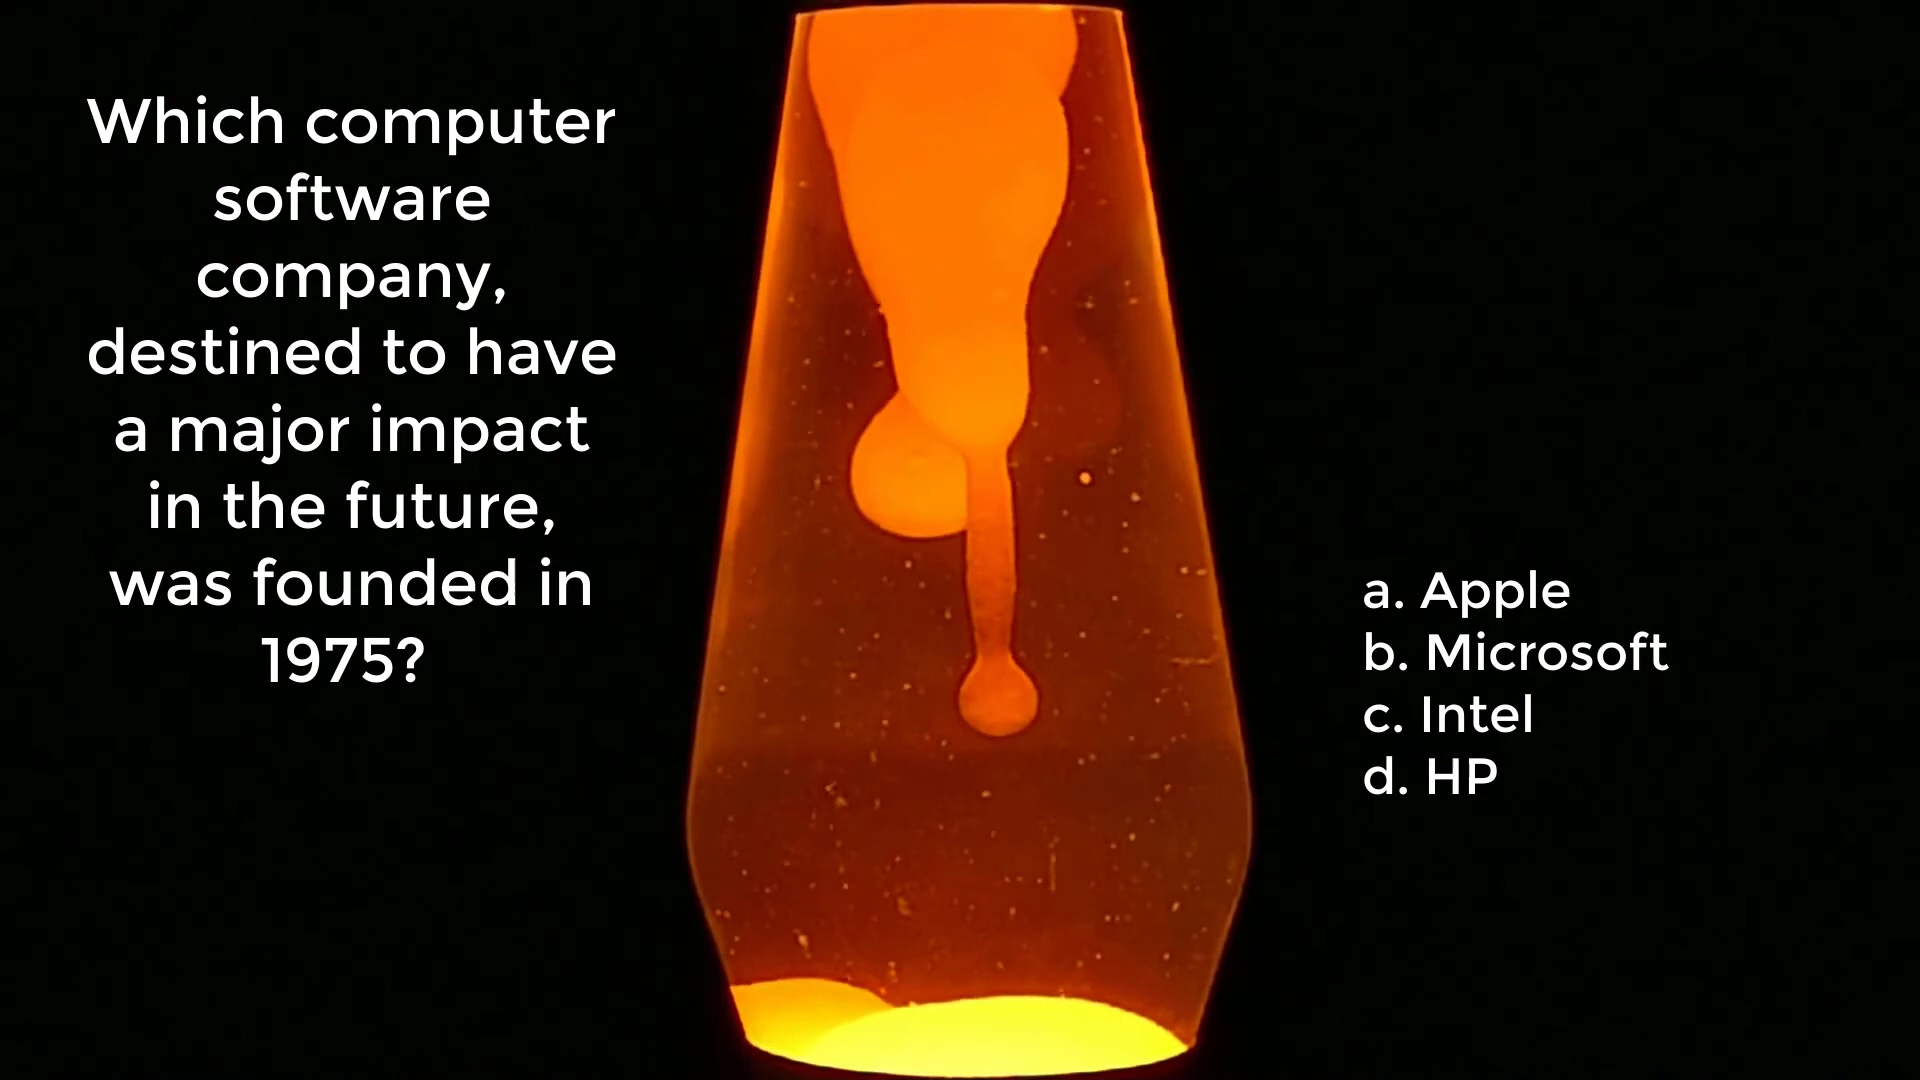 Which computer
software
company,
destined to have
a major impact
in the future,
was founded in
1975?
a. Apple
b. Microsoft
c. Intel
d. HP